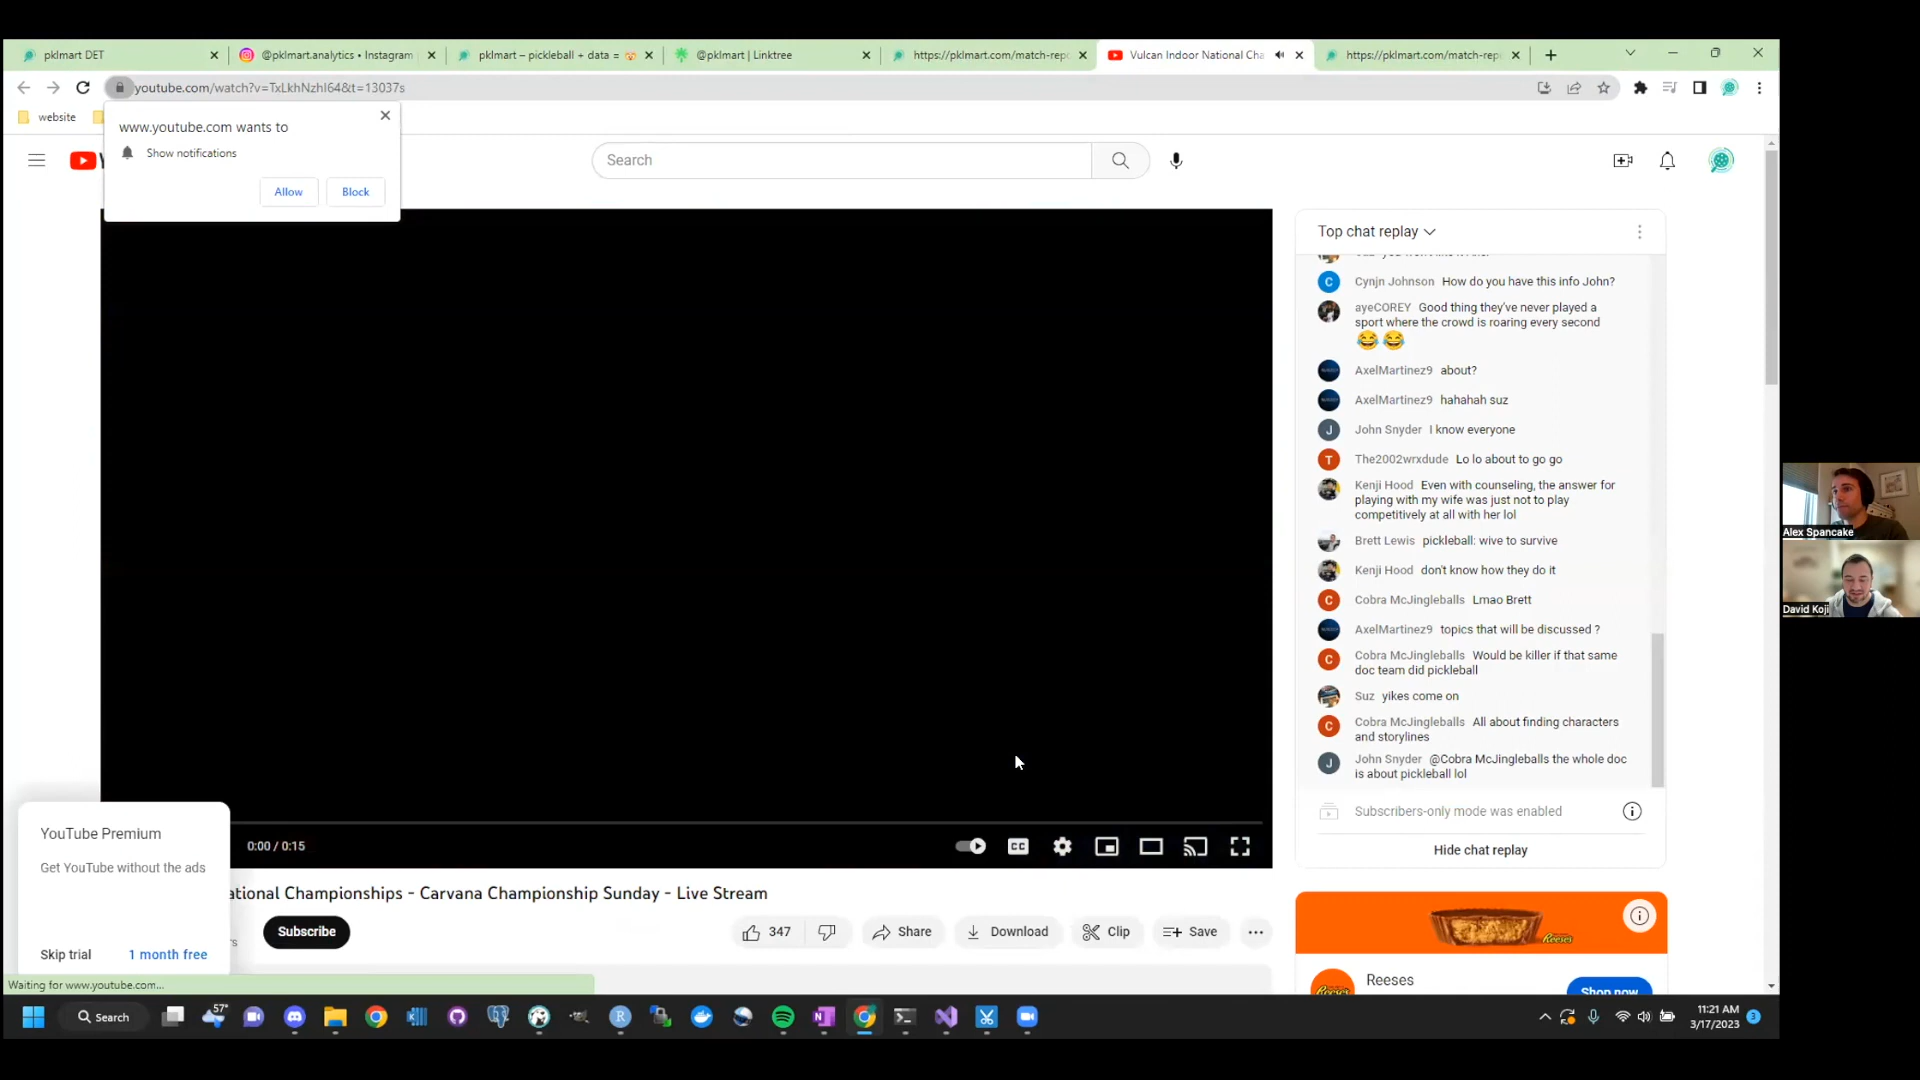 pklmart DET
@pklmart.analytics • Instagram
pklmart – pickleball + data =
@pklmart | Linktree
https://pklmart.com/match-repo
Vulcan Indoor National Cha
https://pklmart.com/match-repo
youtube.com/watch?v=TxLkhNzhI64&t=13037s
website
www.youtube.com wants to
Show notifications
Allow
Block
Search
Top chat replay
Cynjn Johnson How do you have this info John?
ayeCOREY Good thing they've never played a
sport where the crowd is roaring every second
😂 😂
AxelMartinez9 about?
AxelMartinez9 hahahah suz
John Snyder I know everyone
The2002wrxdude Lo lo about to go go
Kenji Hood Even with counseling, the answer for
playing with my wife was just not to play
competitively at all with her lol
Brett Lewis pickleball: wive to survive
Kenji Hood don't know how they do it
Cobra McJingleballs Lmao Brett
AxelMartinez9 topics that will be discussed ?
Cobra McJingleballs Would be killer if that same
doc team did pickleball
Suz yikes come on
Cobra McJingleballs All about finding characters
and storylines
John Snyder @Cobra McJingleballs the whole doc
is about pickleball lol
Subscribers-only mode was enabled
Hide chat replay
Alex Spancake
David Koji
0:00 / 0:15
CC
YouTube Premium
Get YouTube without the ads
Skip trial
1 month free
ational Championships - Carvana Championship Sunday - Live Stream
Subscribe
347
Share
Download
Clip
Save
Reeses
Reeses
Shop now
Waiting for www.youtube.com...
57°
Search
11:21 AM
3/17/2023
3